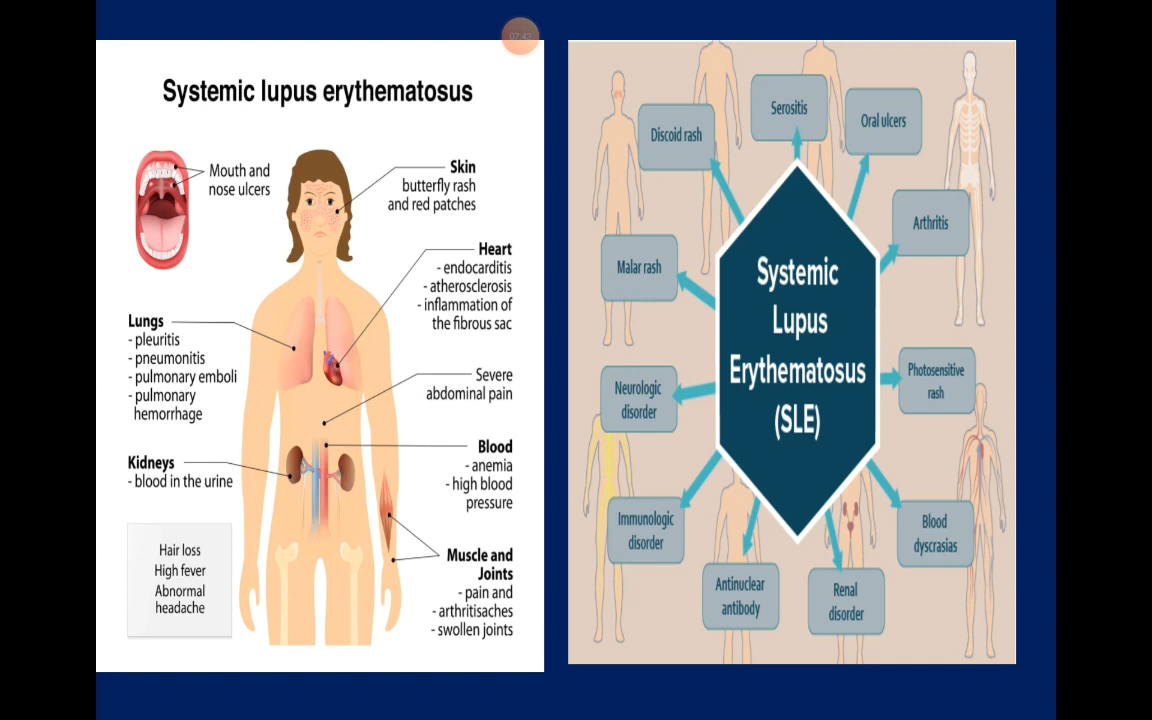 07:43
Systemic lupus erythematosus
Mouth and
nose ulcers
Skin
butterfly rash
and red patches
Heart
- endocarditis
- atherosclerosis
- inflammation of
the fibrous sac
Lungs
- pleuritis
- pneumonitis
- pulmonary emboli
- pulmonary
hemorrhage
Severe
abdominal pain
Kidneys
- blood in the urine
Blood
- anemia
- high blood
pressure
Hair loss
High fever
Abnormal
headache
Muscle and
Joints
- pain and
- arthritisaches
- swollen joints
Serositis
Discoid rash
Oral ulcers
Arthritis
Malar rash
Systemic
Lupus
Erythematosus
(SLE)
Photosensitive
rash
Neurologic
disorder
Immunologic
disorder
Blood
dyscrasias
Antinuclear
antibody
Renal
disorder